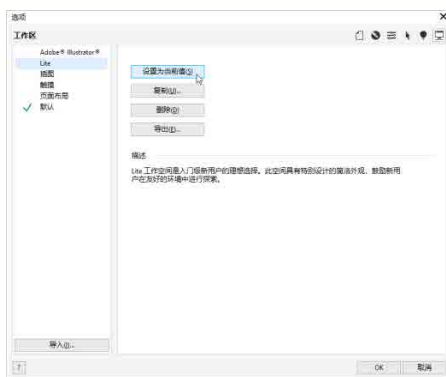 选项
工作区
Adobe® Illustrator®
Lite
插图
触摸
页面布局
默认
设置为当前值(S)
复制(U)...
删除(D)
导出(E)...
描述
Lite 工作空间是入门级新用户的理想选择。此空间具有特别设计的简洁外观，鼓励新用
户在友好的环境中进行探索。
导入(I)...
?
OK
取消